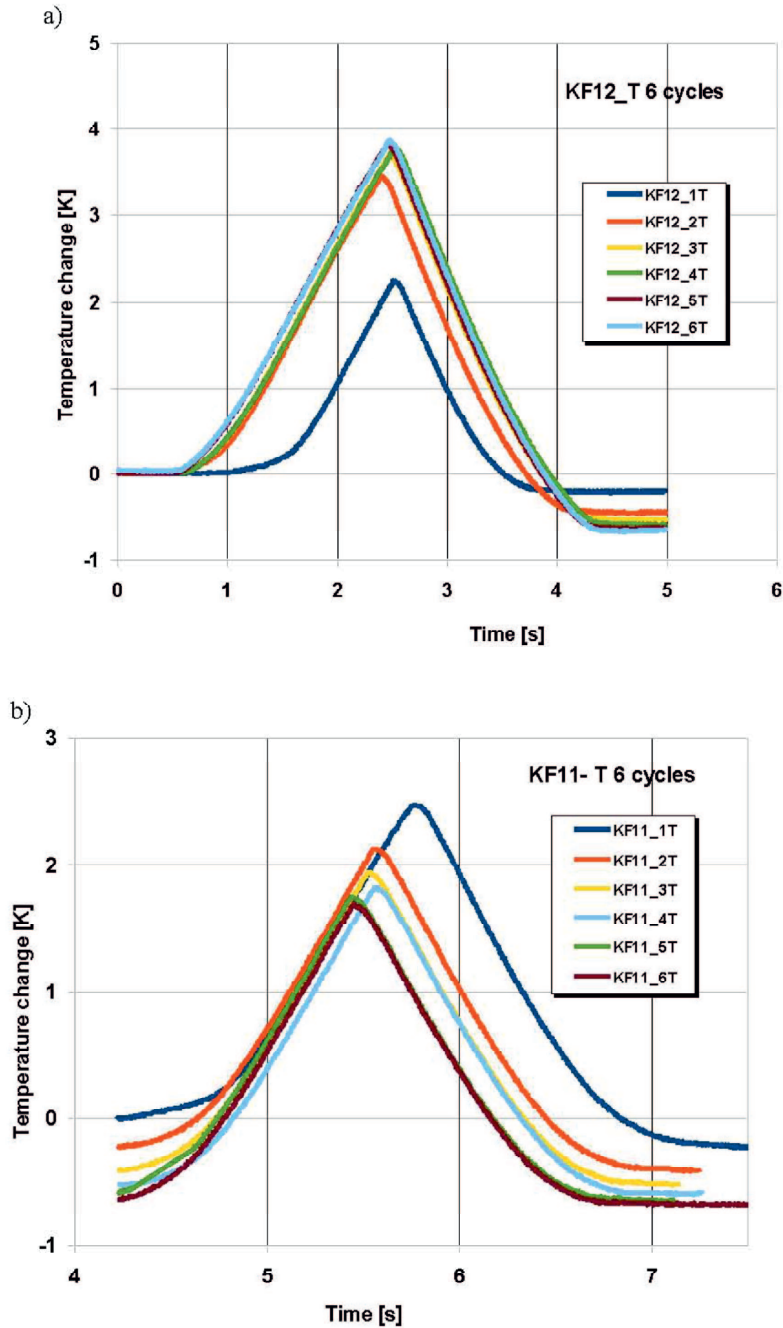 a)
5
KF12_T 6 cycles
4
KF12_1T
KF12_2T
KF12_3T
KF12_4T
KF12_5T
KF12_6T
3
2
1
0
-1
Temperature change [K]
0 1 2 3 4 5 6
Time [s]
b)
3
KF11- T 6 cycles
KF11_1T
KF11_2T
KF11_3T
KF11_4T
KF11_5T
KF11_6T
2
1
0
-1
Temperature change [K]
4 5 6 7
Time [s]